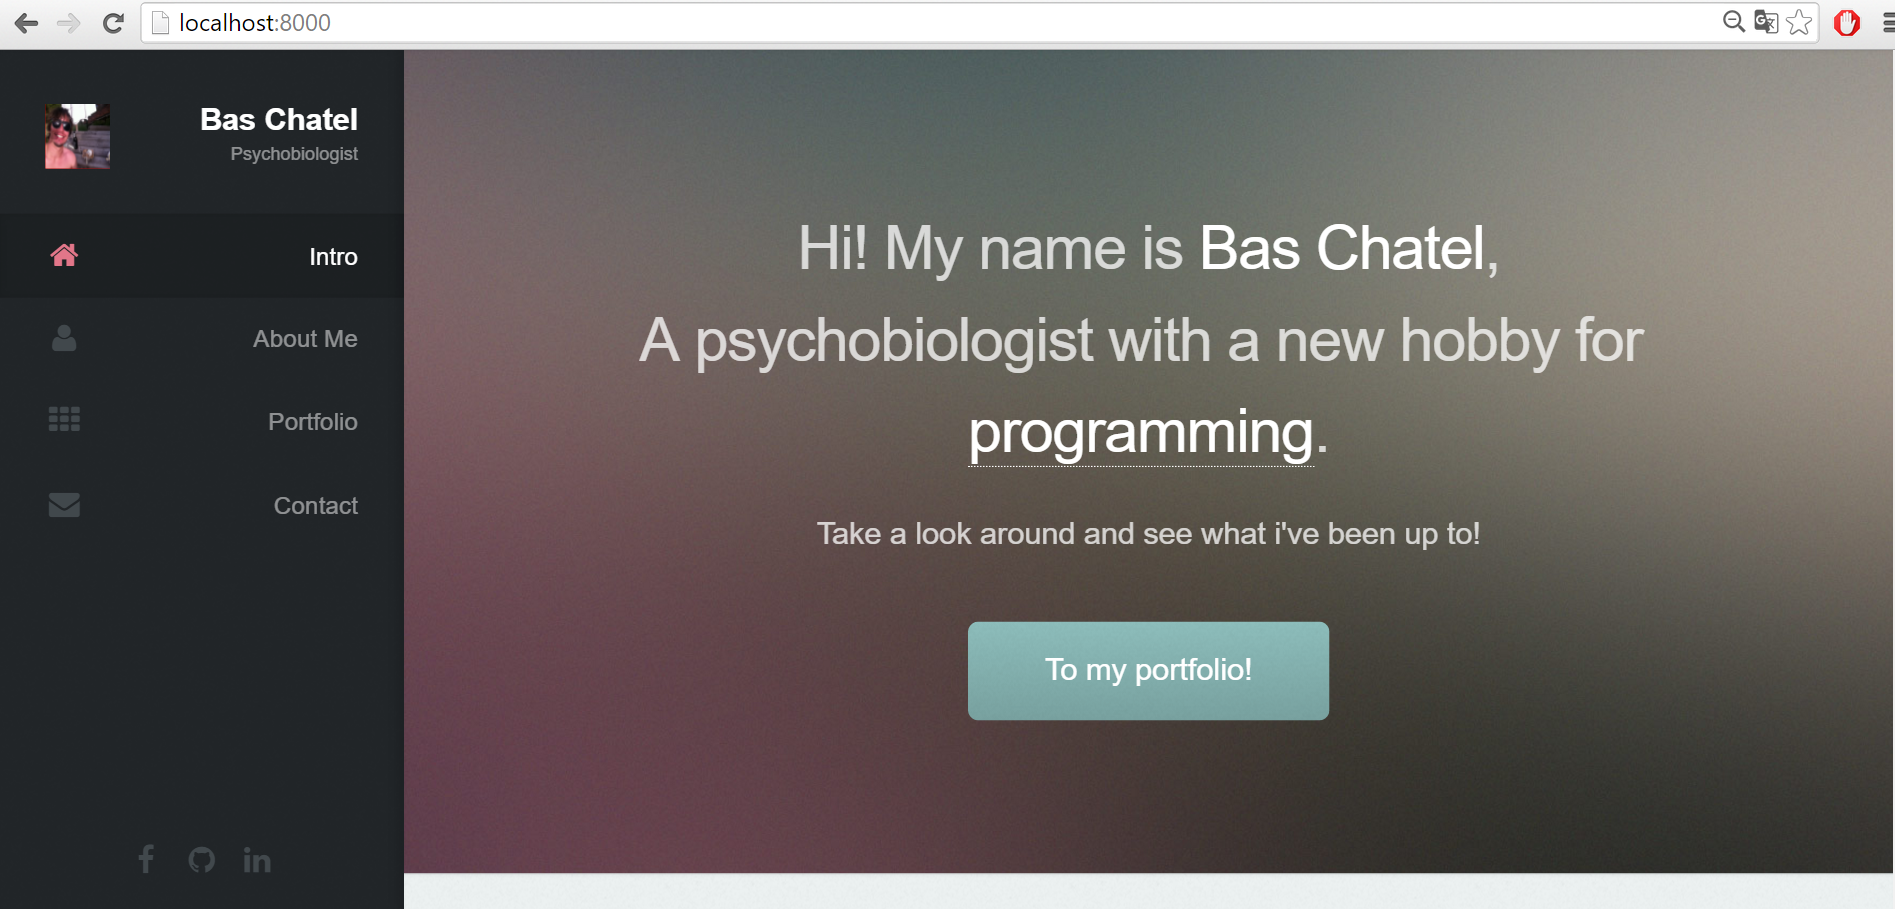 localhost:8000
Bas Chatel
Psychobiologist
Intro
About Me
Portfolio
Contact
Hi! My name is Bas Chatel,
A psychobiologist with a new hobby for
programming.
Take a look around and see what i've been up to!
To my portfolio!